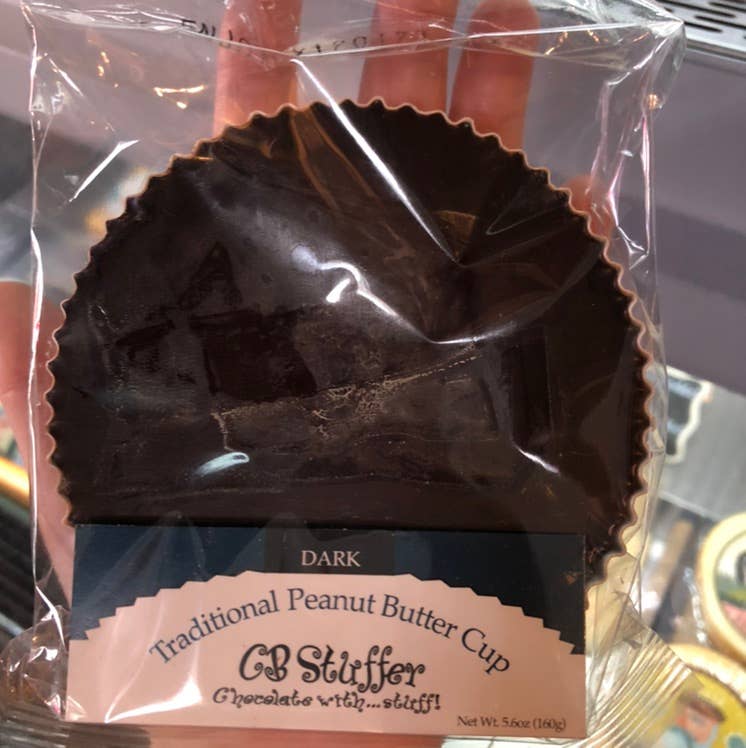 DARK
Traditional Peanut Butter Cup
CB Stuffer
Chocolate with...stuff!
Net Wt. 5.6oz (160g)